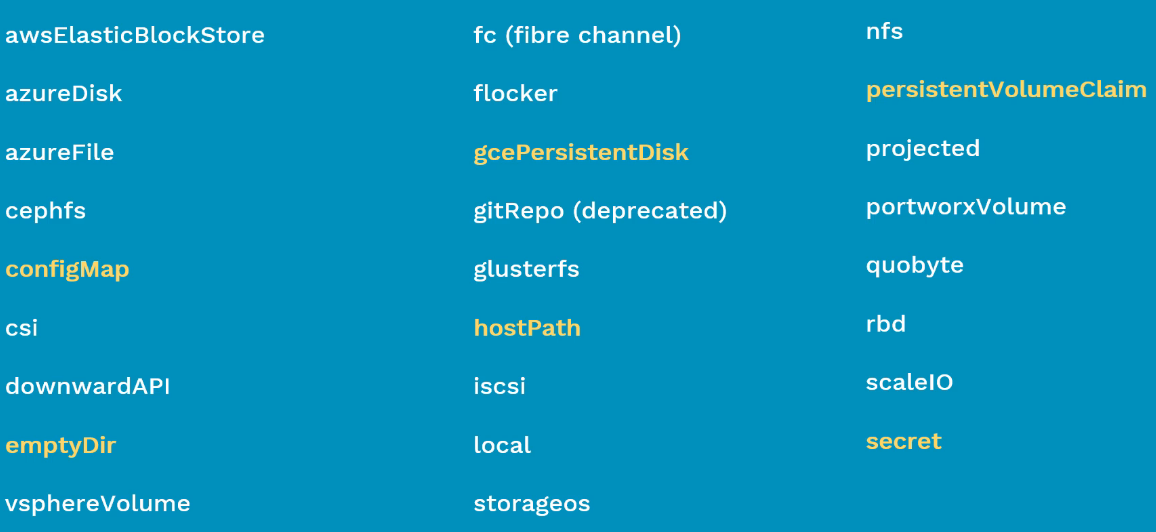 awsElasticBlockStore
azureDisk
azureFile
cephfs
configMap
csi
downwardAPI
emptyDir
vsphereVolume
fc (fibre channel)
flocker
gcePersistentDisk
gitRepo (deprecated)
glusterfs
hostPath
iscsi
local
storageos
nfs
persistentVolumeClaim
projected
portworxVolume
quobyte
rbd
scaleIO
secret